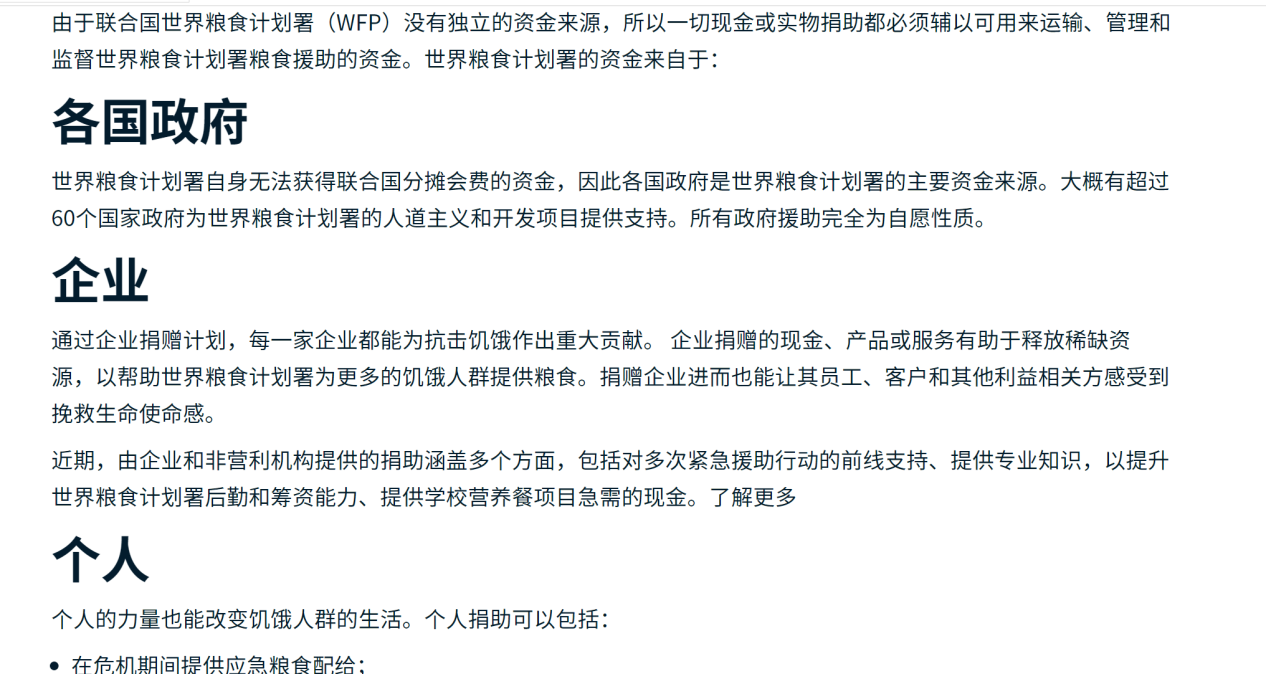 由于联合国世界粮食计划署（WFP）没有独立的资金来源，所以一切现金或实物捐助都必须辅以可用来运输、管理和
监督世界粮食计划署粮食援助的资金。世界粮食计划署的资金来自于：
各国政府
世界粮食计划署自身无法获得联合国分摊会费的资金，因此各国政府是世界粮食计划署的主要资金来源。大概有超过
60个国家政府为世界粮食计划署的人道主义和开发项目提供支持。所有政府援助完全为自愿性质。
企业
通过企业捐赠计划，每一家企业都能为抗击饥饿作出重大贡献。 企业捐赠的现金、产品或服务有助于释放稀缺资
源，以帮助世界粮食计划署为更多的饥饿人群提供粮食。捐赠企业进而也能让其员工、客户和其他利益相关方感受到
挽救生命使命感。
近期，由企业和非营利机构提供的捐助涵盖多个方面，包括对多次紧急援助行动的前线支持、提供专业知识，以提升
世界粮食计划署后勤和筹资能力、提供学校营养餐项目急需的现金。了解更多
个人
个人的力量也能改变饥饿人群的生活。个人捐助可以包括：
• 在危机期间提供应急粮食配给；